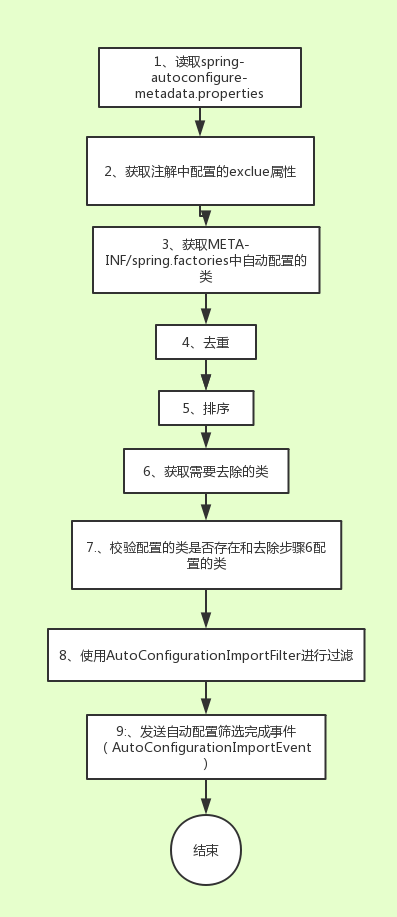 1、读取spring-
autoconfigure-
metadata.properties
2、获取注解中配置的exclue属性
3、获取META-
INF/spring.factories中自动配置的
类
4、去重
5、排序
6、获取需要去除的类
7.、校验配置的类是否存在和去除步骤6配
置的类
8、使用AutoConfigurationImportFilter进行过滤
9:、发送自动配置筛选完成事件
（ AutoConfigurationImportEvent
）
结束